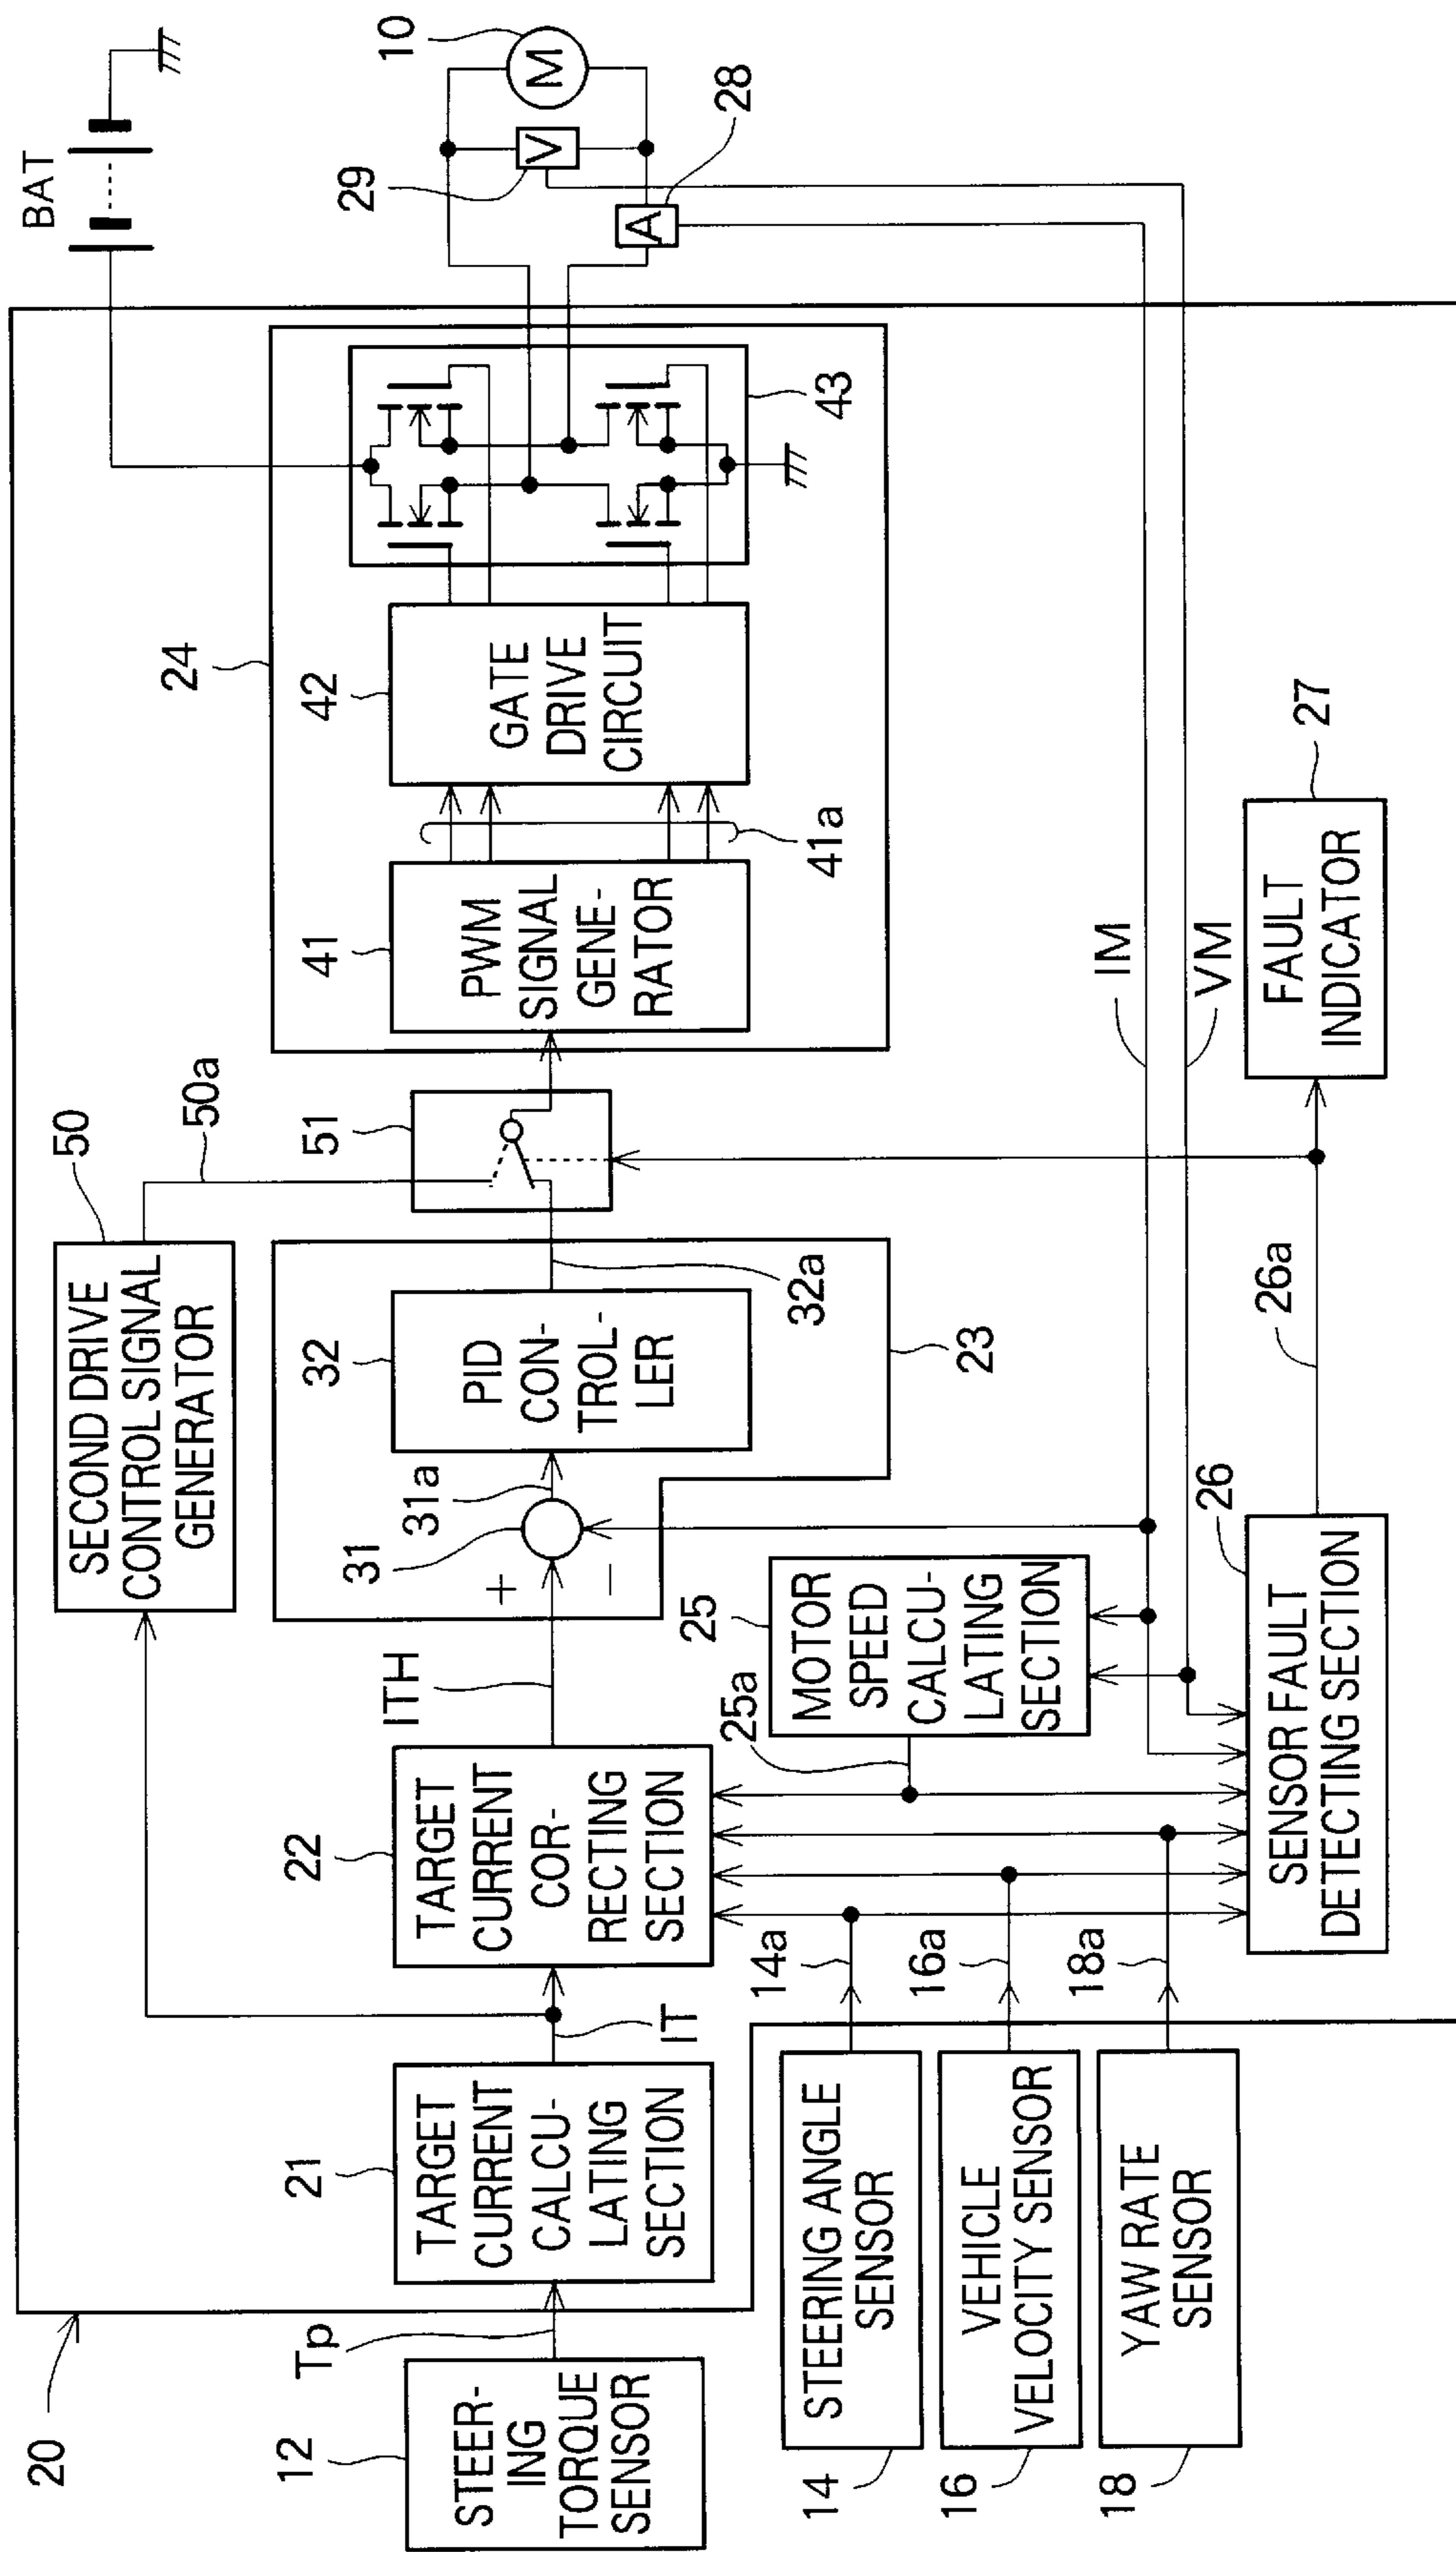 20
12
STEER-
ING
TORQUE
SENSOR
Tp
21
TARGET
CURRENT
CALCU-
LATING
SECTION
IT
22
TARGET
CURRENT
COR-
RECTING
SECTION
ITH
50
SECOND DRIVE
CONTROL SIGNAL
GENERATOR
50a
+
−
31
31a
32
PID
CON-
TROL-
LER
32a
23
51
24
41
PWM
SIGNAL
GENE-
RATOR
41a
42
GATE
DRIVE
CIRCUIT
43
BAT
10
M
29
V
28
A
14
STEERING ANGLE
SENSOR
14a
16
VEHICLE
VELOCITY SENSOR
16a
18
YAW RATE
SENSOR
18a
25
MOTOR
SPEED
CALCU-
LATING
SECTION
25a
26
SENSOR FAULT
DETECTING SECTION
26a
IM
VM
27
FAULT
INDICATOR